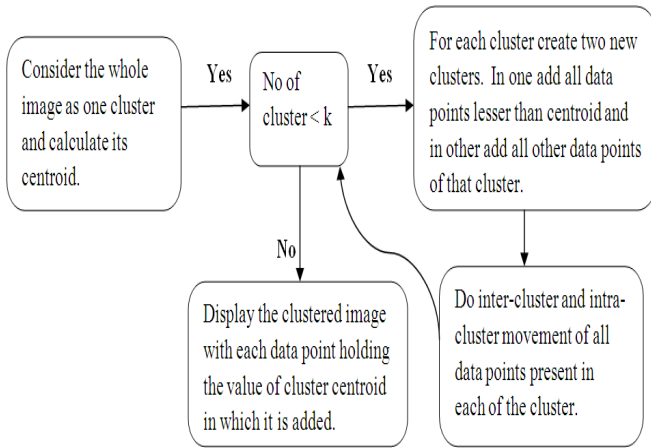 Consider the whole
image as one cluster
and calculate its
centroid.
Yes
No of
cluster < k
Yes
For each cluster create two new
clusters. In one add all data
points lesser than centroid and
in other add all other data points
of that cluster.
No
Display the clustered image
with each data point holding
the value of cluster centroid
in which it is added.
Do inter-cluster and intra-
cluster movement of all
data points present in
each of the cluster.